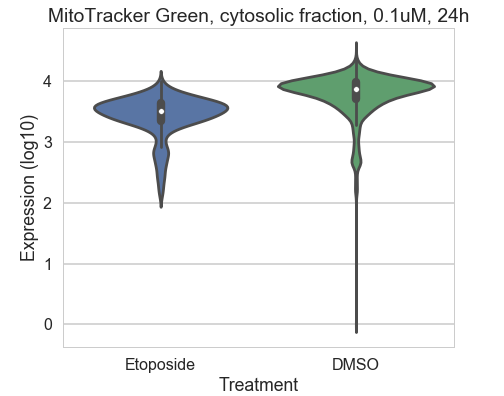 MitoTracker Green, cytosolic fraction, 0.1uM, 24h
Expression (log10)
4
3
2
1
0
Etoposide DMSO
Treatment